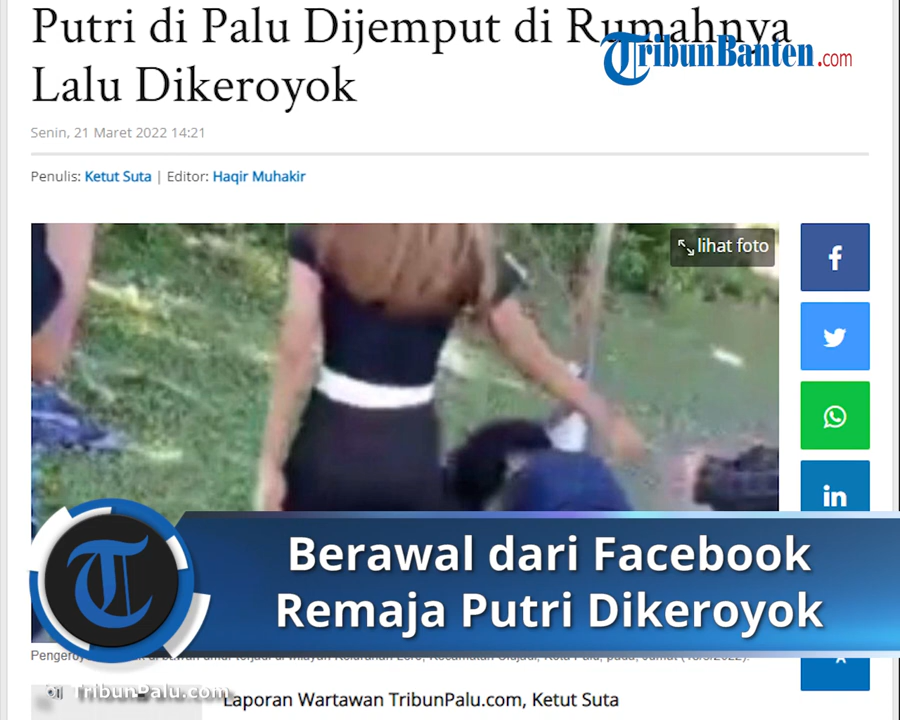 Putri di Palu Dijemput di Rumahnya
TribunBanten.com
Lalu Dikeroyok
Senin, 21 Maret 2022 14:21
Penulis: Ketut Suta | Editor: Haqir Muhakir
lihat foto
Berawal dari Facebook
Remaja Putri Dikeroyok
TribunPalu.com
Laporan Wartawan TribunPalu.com, Ketut Suta